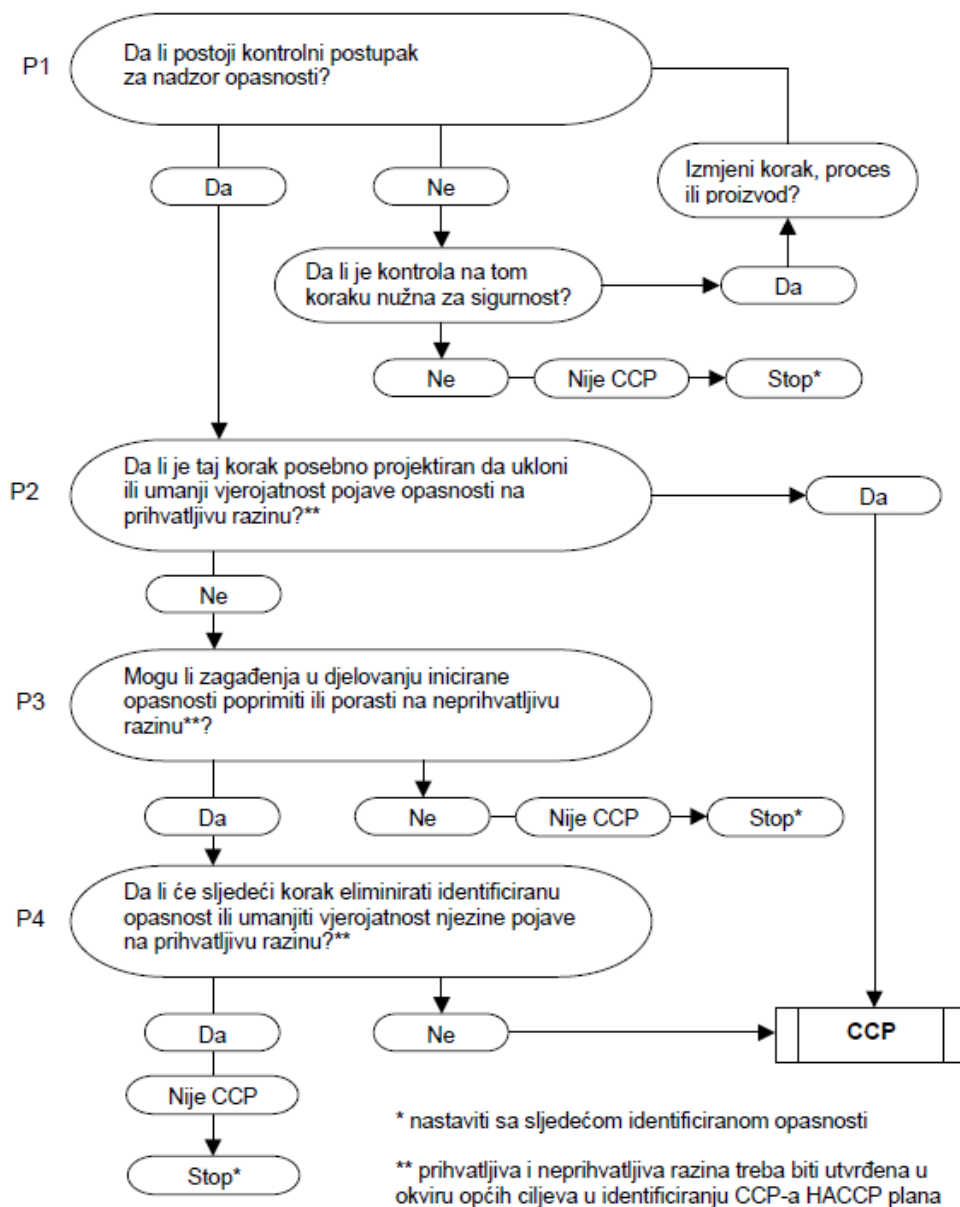 P1
Da li postoji kontrolni postupak
za nadzor opasnosti?
Da
Ne
Izmjeni korak, proces
ili proizvod?
Da li je kontrola na tom
koraku nužna za sigurnost?
Da
Ne
Nije CCP
Stop*
P2
Da li je taj korak posebno projektiran da ukloni
ili umanji vjerojatnost pojave opasnosti na
prihvatljivu razinu?**
Da
Ne
P3
Mogu li zagađenja u djelovanju inicirane
opasnosti poprimiti ili porasti na neprihvatljivu
razinu**?
Da
Ne
Nije CCP
Stop*
P4
Da li će sljedeći korak eliminirati identificiranu
opasnost ili umanjiti vjerojatnost njezine pojave
na prihvatljivu razinu?**
Da
Ne
CCP
Nije CCP
Stop*
* nastaviti sa sljedećom identificiranom opasnosti
** prihvatljiva i neprihvatljiva razina treba biti utvrđena u
okviru općih ciljeva u identificiranju CCP-a HACCP plana